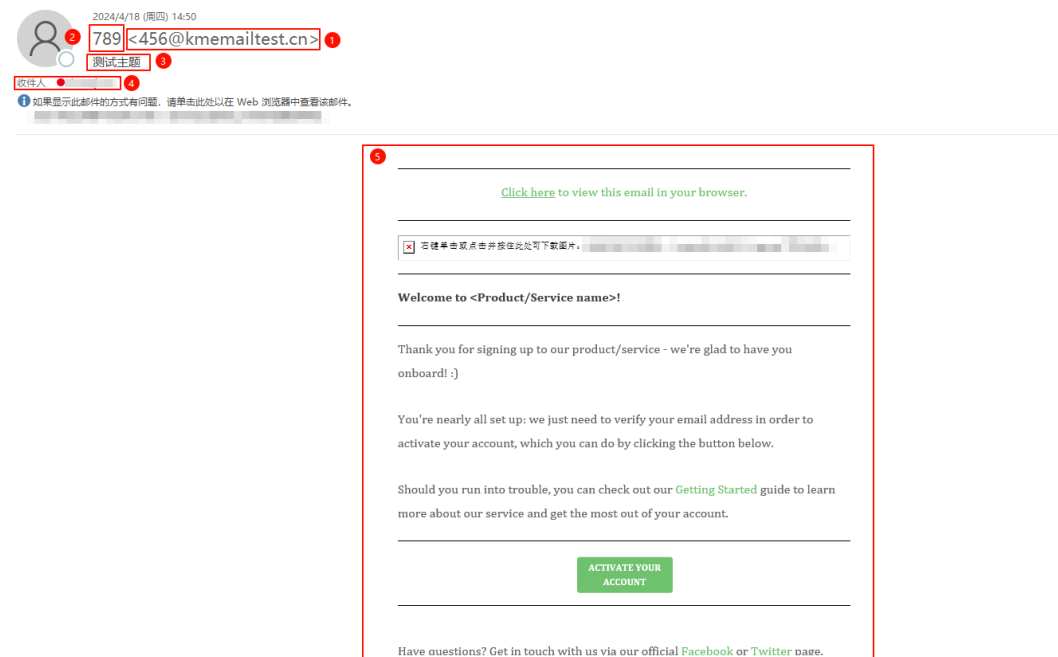 2024/4/18 (周四) 14:50
2 789 <456@kmemailtest.cn> 1
测试主题 3
收件人 4
如果显示此邮件的方式有问题，请单击此处以在 Web 浏览器中查看该邮件。
5
Click here to view this email in your browser.
右键单击或点击并按住此处可下载图片。
Welcome to <Product/Service name>!
Thank you for signing up to our product/service - we're glad to have you
onboard! :)
You're nearly all set up: we just need to verify your email address in order to
activate your account, which you can do by clicking the button below.
Should you run into trouble, you can check out our Getting Started guide to learn
more about our service and get the most out of your account.
ACTIVATE YOUR
ACCOUNT
Have questions? Get in touch with us via our official Facebook or Twitter page.